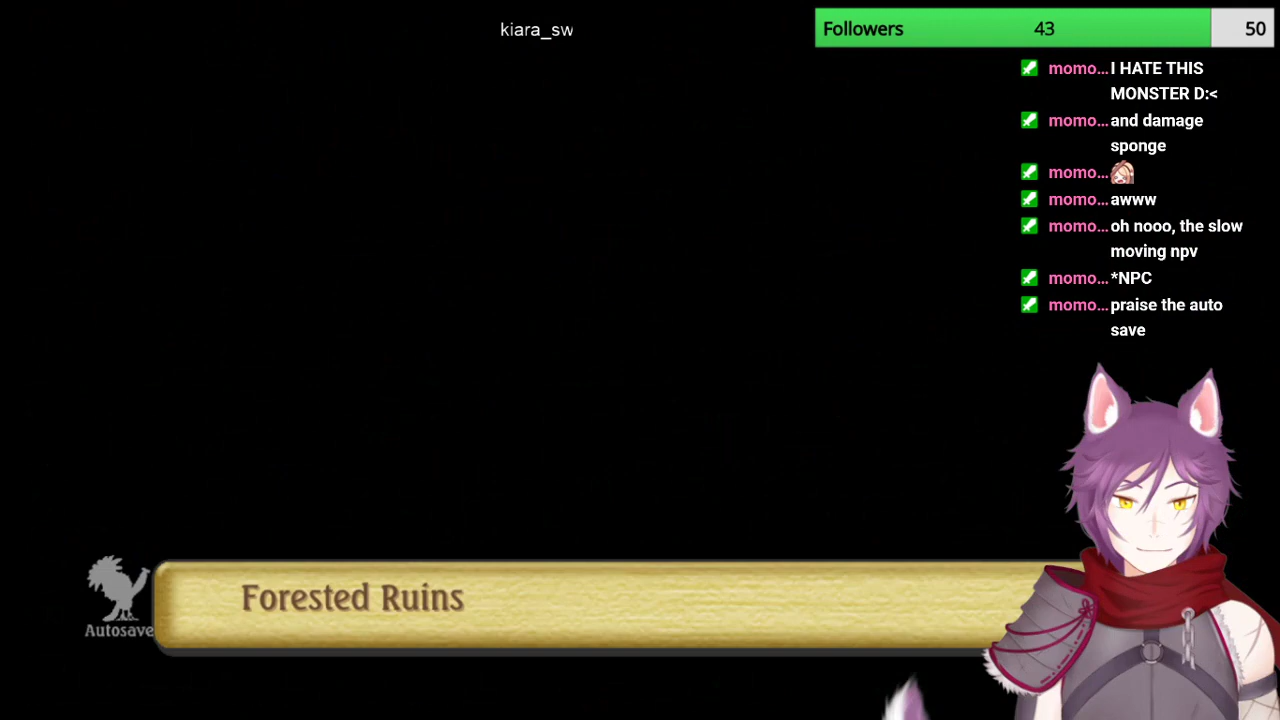 kiara_sw
Followers 43 50
momo... I HATE THIS
MONSTER D:<
momo... and damage
sponge
momo...
momo... awww
momo... oh nooo, the slow
moving npv
momo... *NPC
momo... praise the auto
save
Forested Ruins
Autosave